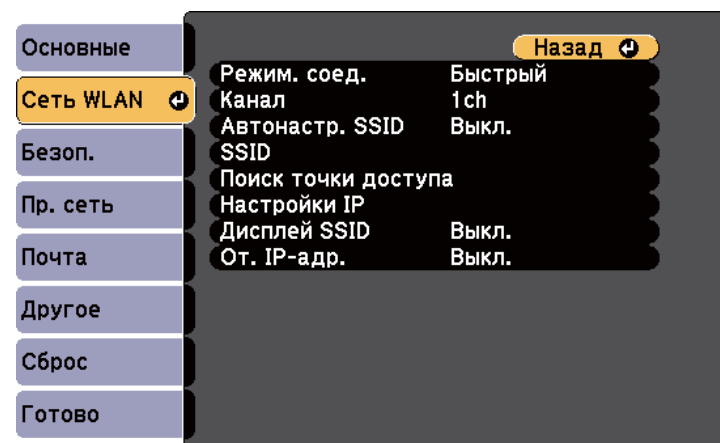 Основные
Сеть WLAN
Безоп.
Пр. сеть
Почта
Другое
Сброс
Готово
Назад
Режим. соед. Быстрый
Канал 1ch
Автонастр. SSID Выкл.
SSID
Поиск точки доступа
Настройки IP
Дисплей SSID Выкл.
От. IP-адр. Выкл.